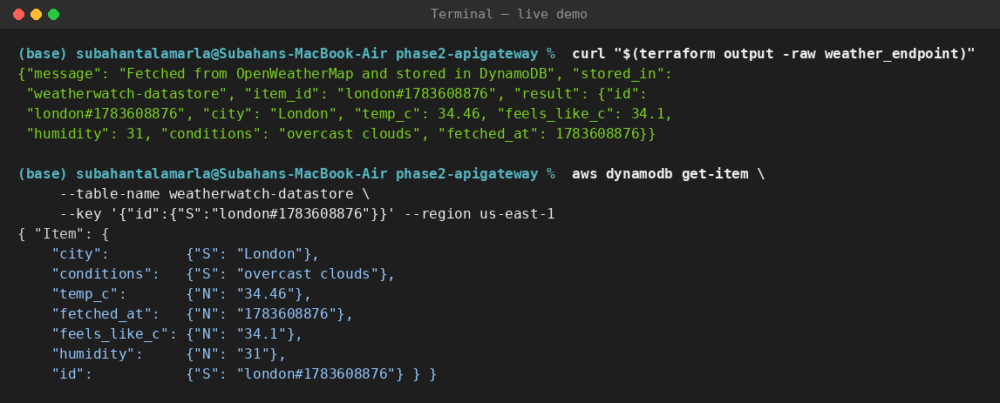 Terminal — live demo
(base) subahantalamarla@Subahans-MacBook-Air phase2-apigateway %  curl "$(terraform output -raw weather_endpoint)"
{"message": "Fetched from OpenWeatherMap and stored in DynamoDB", "stored_in":
 "weatherwatch-datastore", "item_id": "london#1783608876", "result": {"id":
 "london#1783608876", "city": "London", "temp_c": 34.46, "feels_like_c": 34.1,
 "humidity": 31, "conditions": "overcast clouds", "fetched_at": 1783608876}}
(base) subahantalamarla@Subahans-MacBook-Air phase2-apigateway %  aws dynamodb get-item \
     --table-name weatherwatch-datastore \
     --key '{"id":{"S":"london#1783608876"}}' --region us-east-1
{ "Item": {
    "city":         {"S": "London"},
    "conditions":   {"S": "overcast clouds"},
    "temp_c":       {"N": "34.46"},
    "fetched_at":   {"N": "1783608876"},
    "feels_like_c": {"N": "34.1"},
    "humidity":     {"N": "31"},
    "id":           {"S": "london#1783608876"} } }